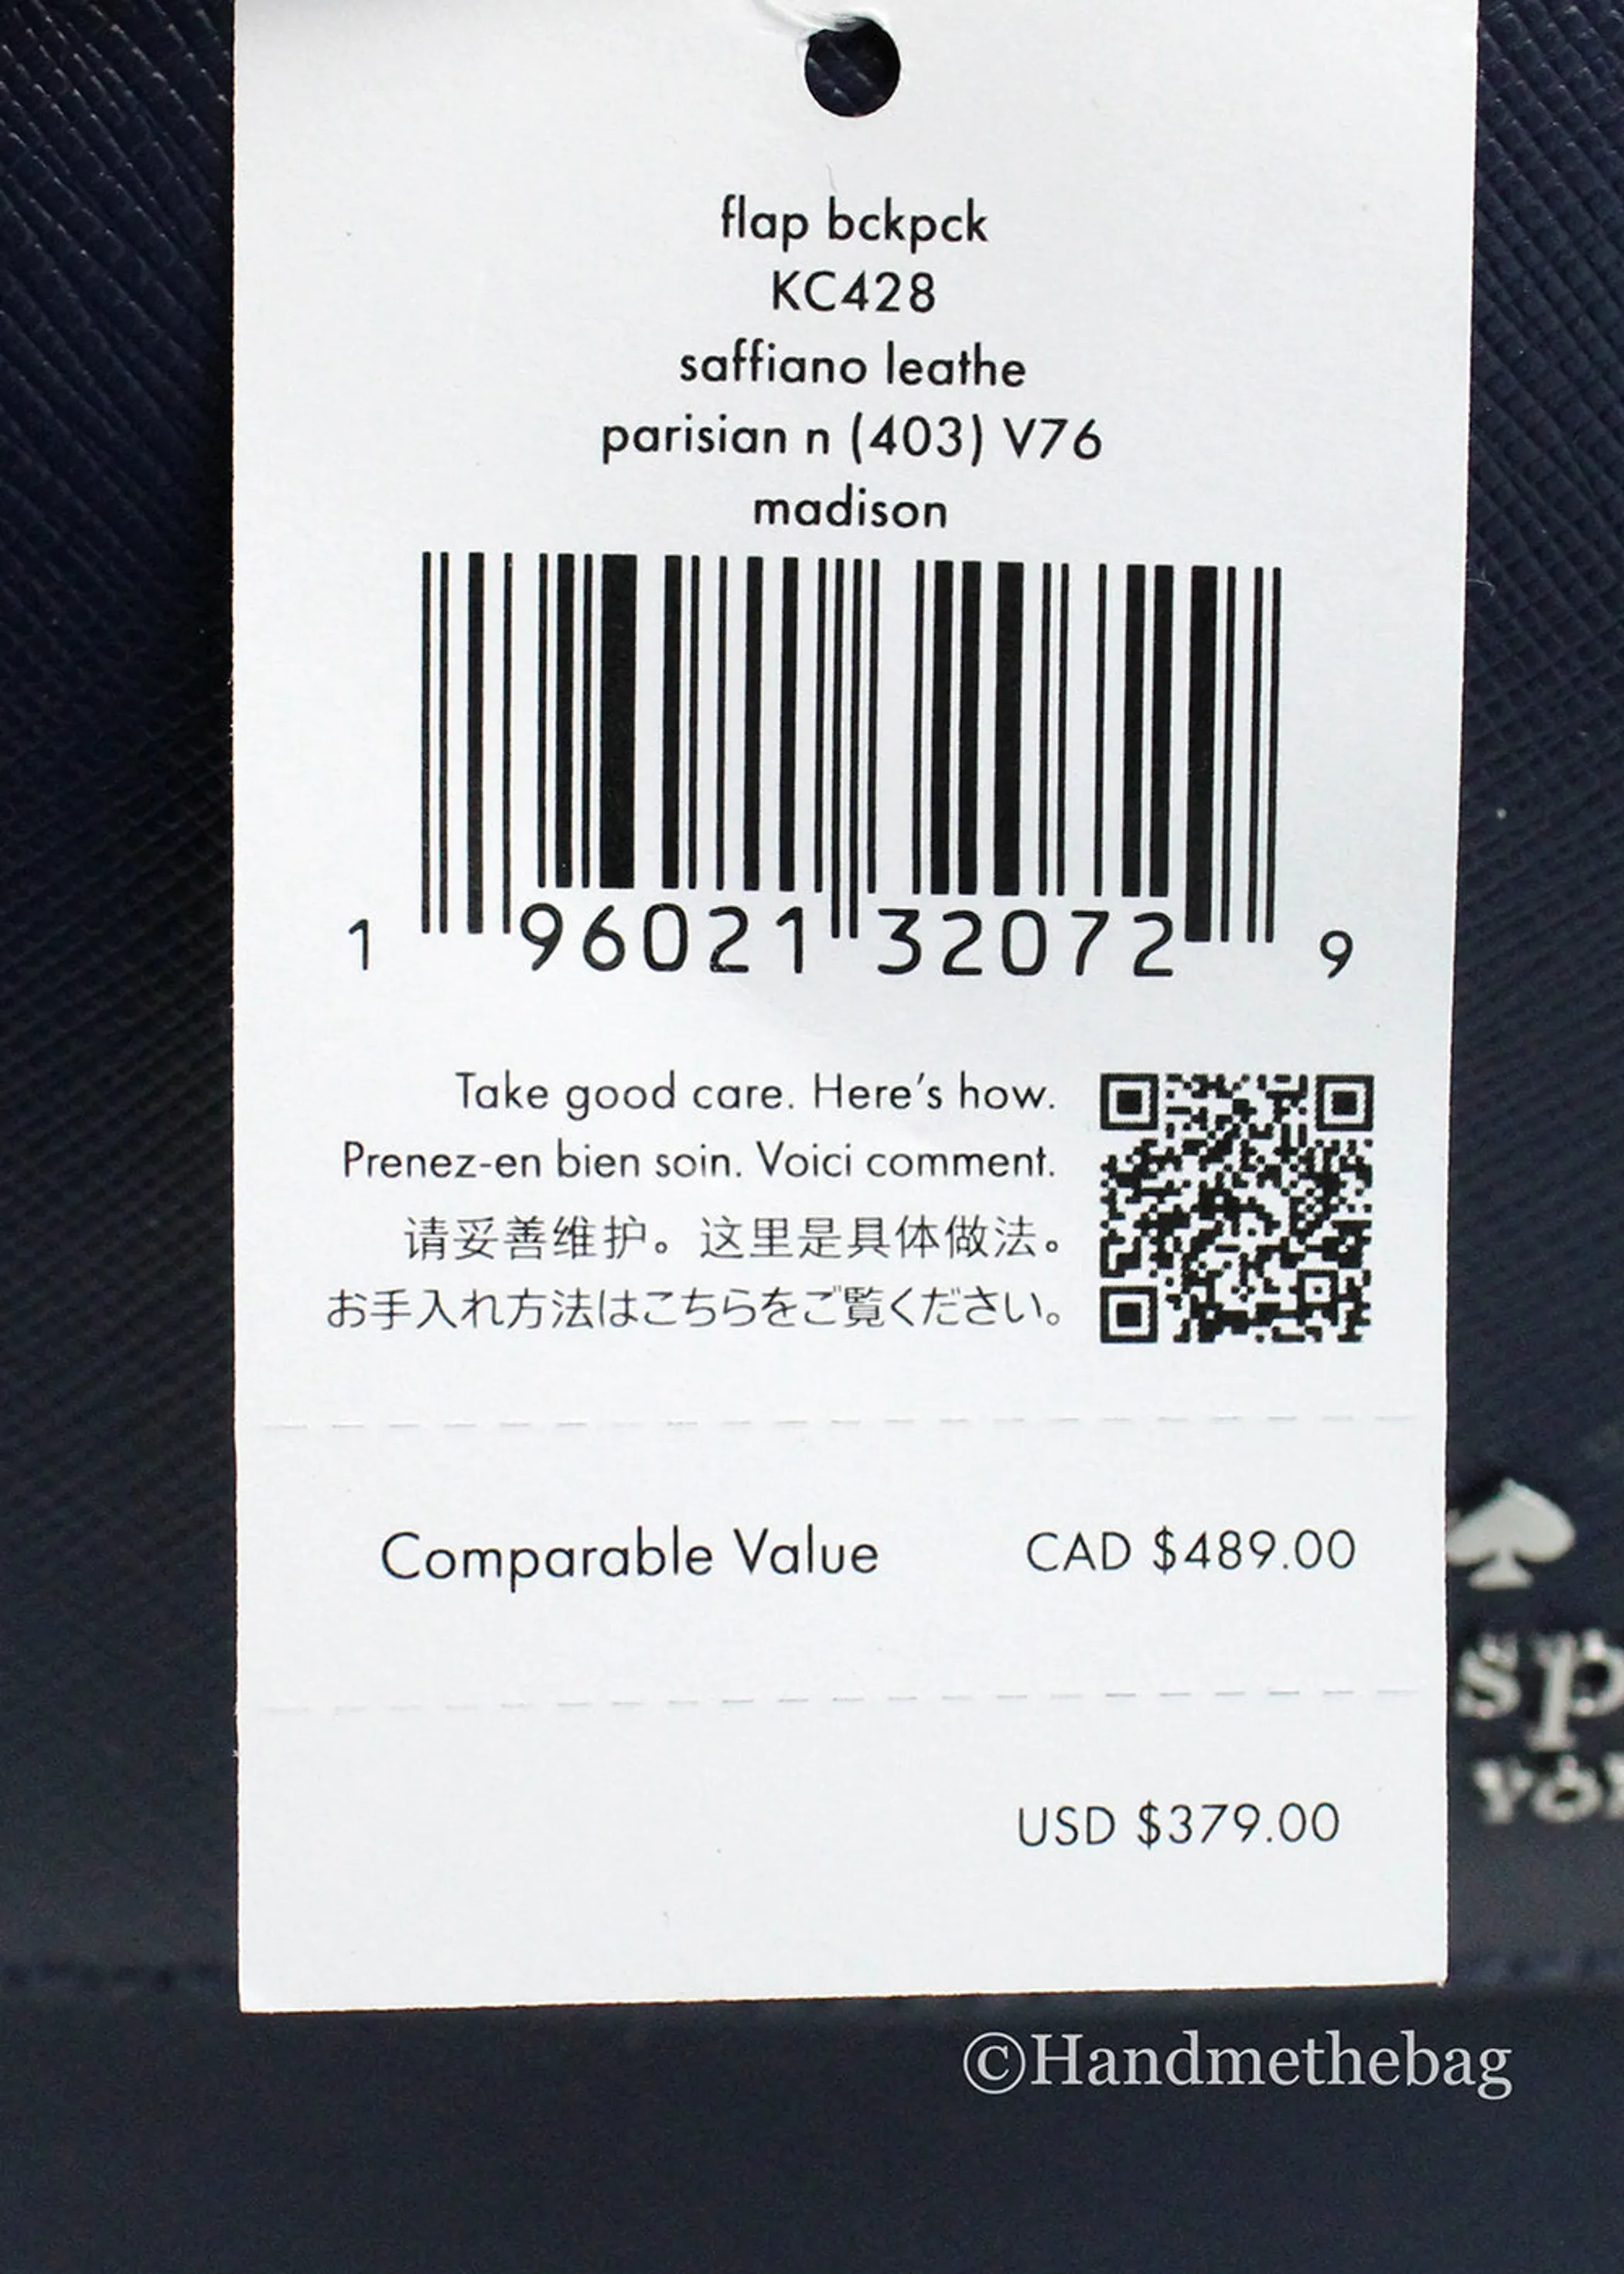 flap bckpck
KC428
saffiano leathe
parisian n (403) V76
madison
1 96021 32072 9
Take good care. Here's how.
Prenez-en bien soin. Voici comment.
请妥善维护。这里是具体做法。
お手入れ方法はこちらをご覧ください。
Comparable Value CAD $489.00
USD $379.00
sp
YO
©Handmethebag